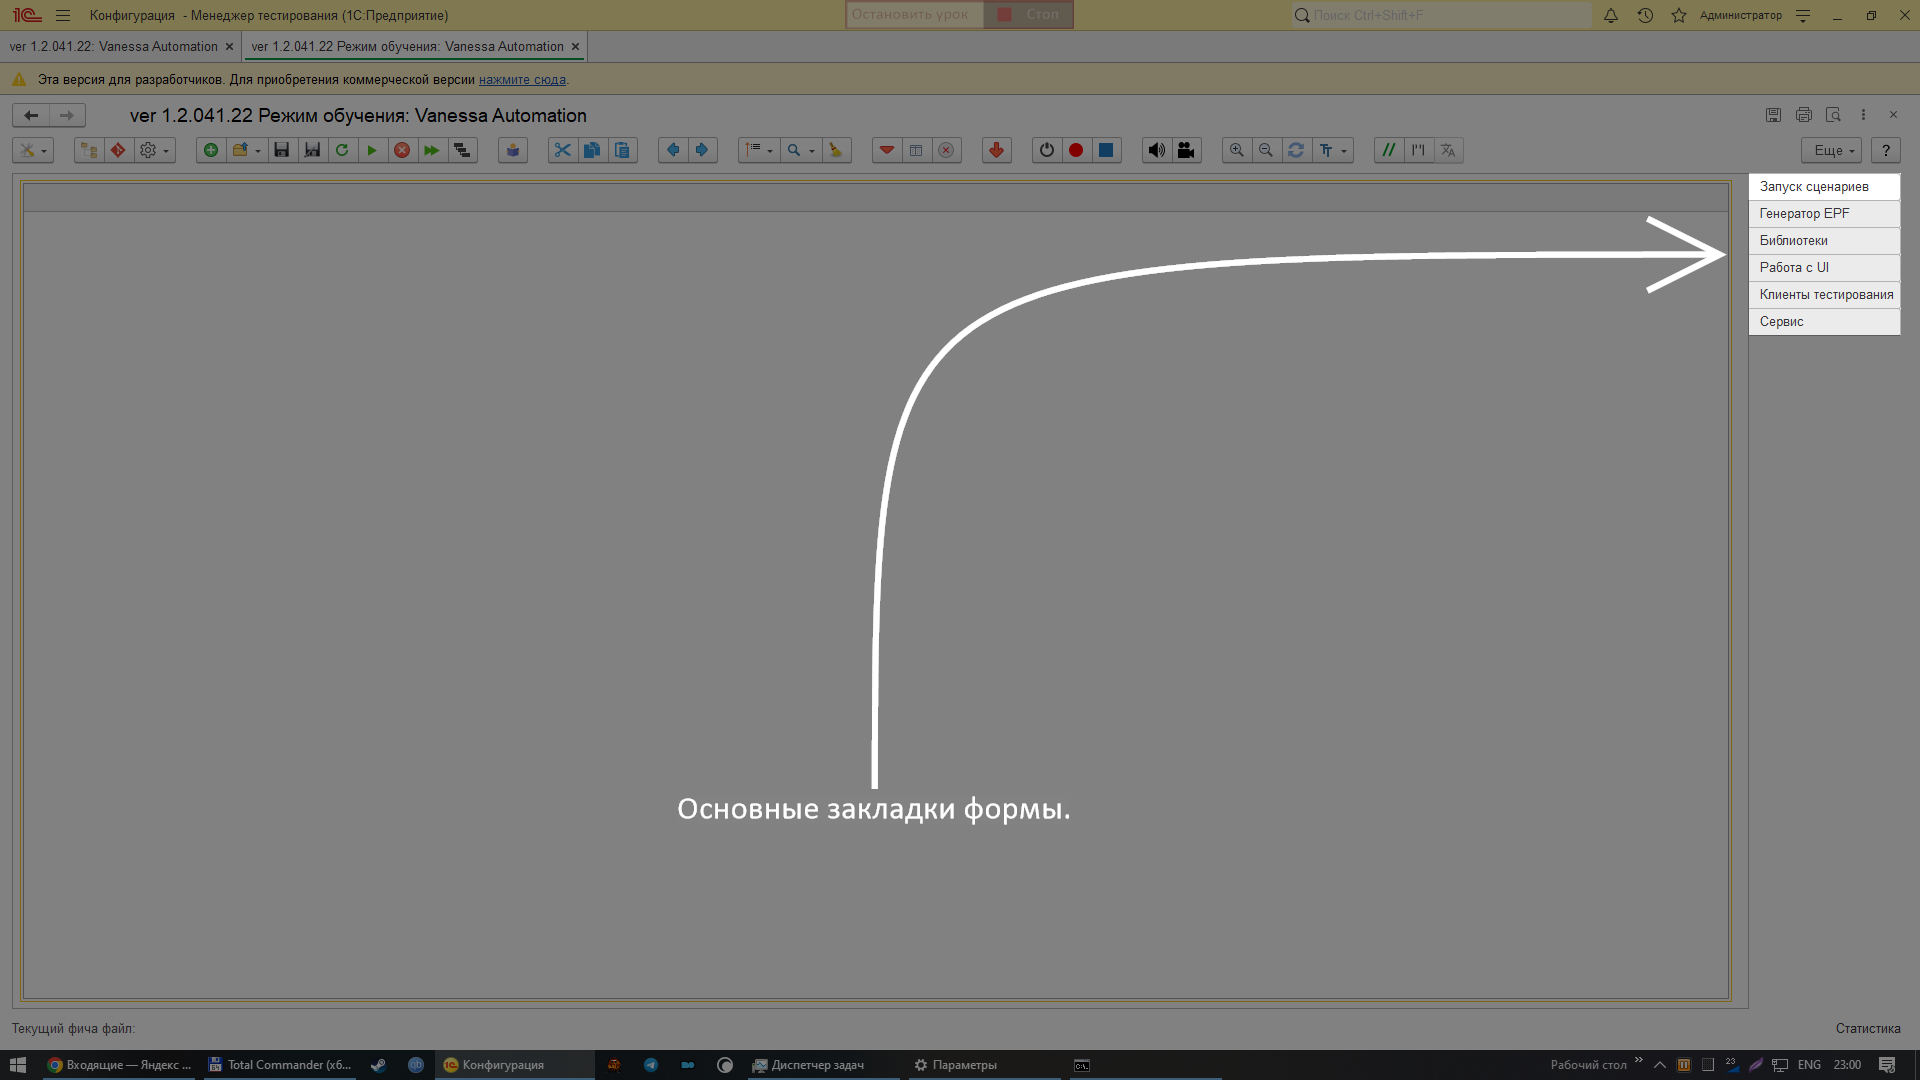 Конфигурация - Менеджер тестирования (1С:Предприятие)
Остановить урок
Стоп
Поиск Ctrl+Shift+F
Администратор
ver 1.2.041.22: Vanessa Automation
ver 1.2.041.22 Режим обучения: Vanessa Automation
Эта версия для разработчиков. Для приобретения коммерческой версии нажмите сюда.
ver 1.2.041.22 Режим обучения: Vanessa Automation
Еще
?
Запуск сценариев
Генератор EPF
Библиотеки
Работа с UI
Клиенты тестирования
Сервис
Основные закладки формы.
Текущий фича файл:
Статистика
Входящие — Яндекс ...
Total Commander (x6...
Конфигурация
Диспетчер задач
Параметры
Рабочий стол
23
ENG
23:00